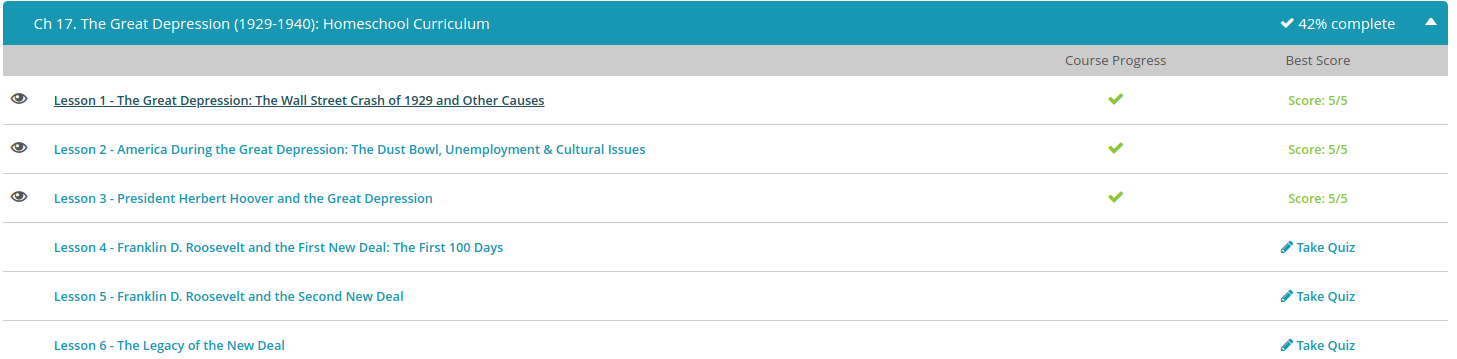 Ch 17. The Great Depression (1929-1940): Homeschool Curriculum 42% complete
Course Progress Best Score
Lesson 1 - The Great Depression: The Wall Street Crash of 1929 and Other Causes Score: 5/5
Lesson 2 - America During the Great Depression: The Dust Bowl, Unemployment & Cultural Issues Score: 5/5
Lesson 3 - President Herbert Hoover and the Great Depression Score: 5/5
Lesson 4 - Franklin D. Roosevelt and the First New Deal: The First 100 Days Take Quiz
Lesson 5 - Franklin D. Roosevelt and the Second New Deal Take Quiz
Lesson 6 - The Legacy of the New Deal Take Quiz